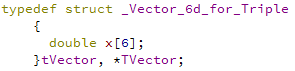 typedef struct _Vector_6d_for_Triple
{
double x[6];
}tVector, *TVector;